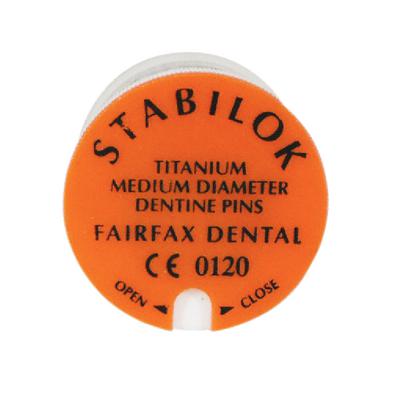 STABILOK
TITANIUM
MEDIUM DIAMETER
DENTINE PINS
FAIRFAX DENTAL
CE 0120
OPEN CLOSE